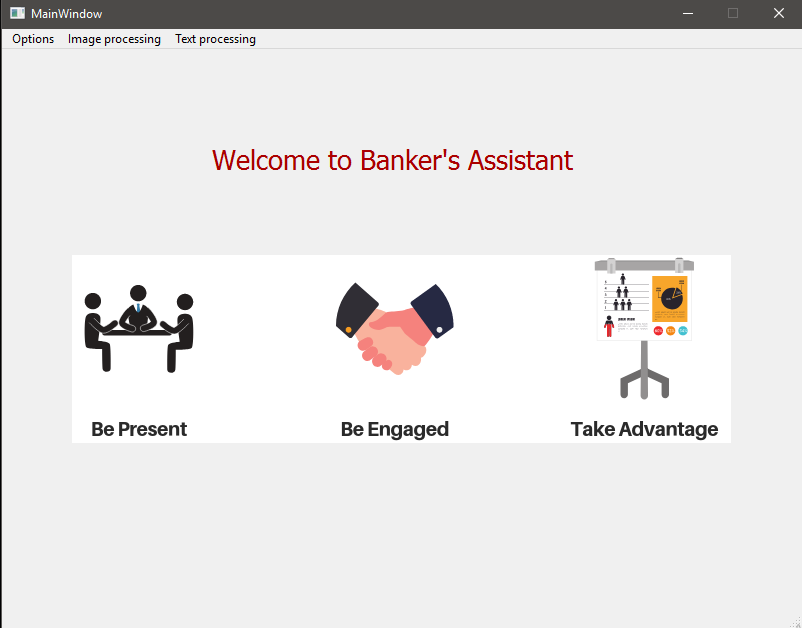 MainWindow
Options Image processing Text processing
Welcome to Banker's Assistant
Be Present Be Engaged Take Advantage